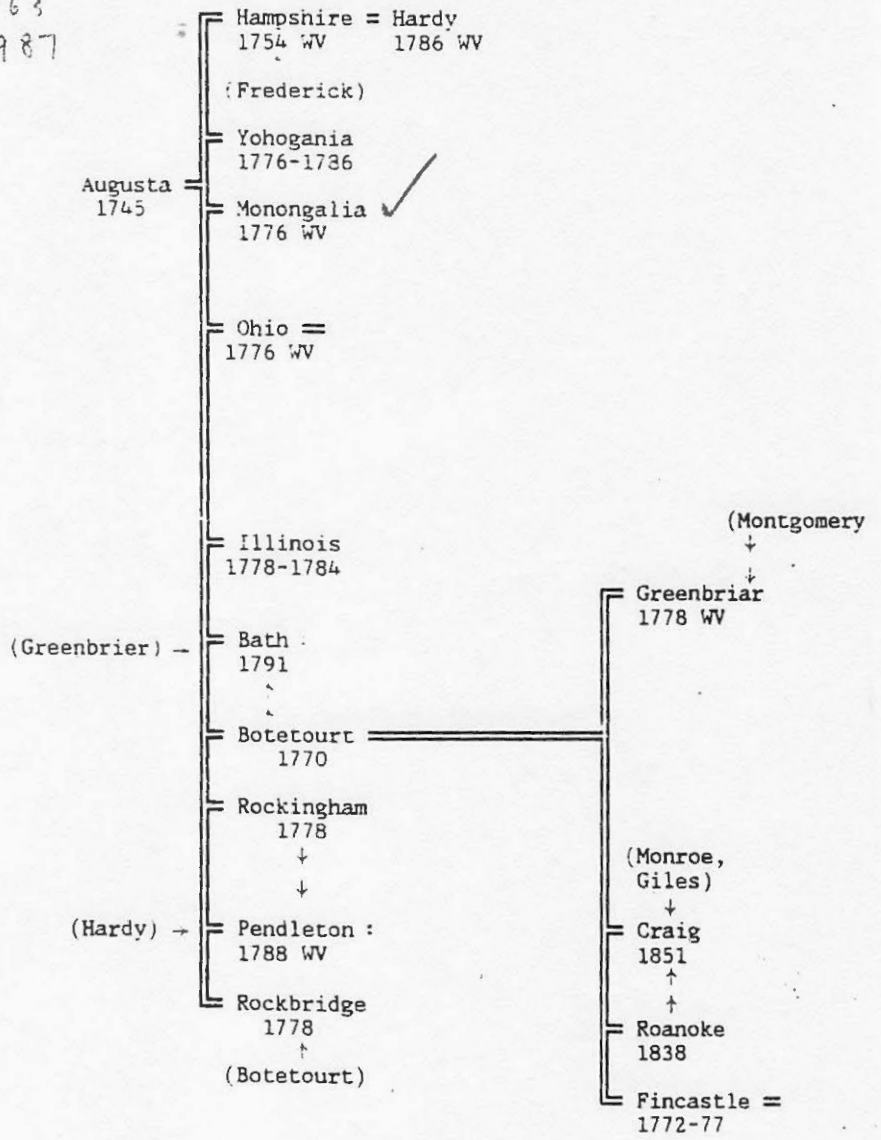 63
987
Hampshire = Hardy
1754 WV 1786 WV
(Frederick)
Yohogania
1776-1786
Augusta =
1745
Monongalia ✓
1776 WV
Ohio =
1776 WV
Illinois
1778-1784
(Montgomery
↓
↓
Greenbriar
1778 WV
(Greenbrier) → Bath
1791
Botetourt
1770
Rockingham
1778
↓
↓
(Hardy) → Pendleton :
1788 WV
Rockbridge
1778
↑
(Botetourt)
(Monroe,
Giles)
↓
Craig
1851
↑
↑
Roanoke
1838
Fincastle =
1772-77